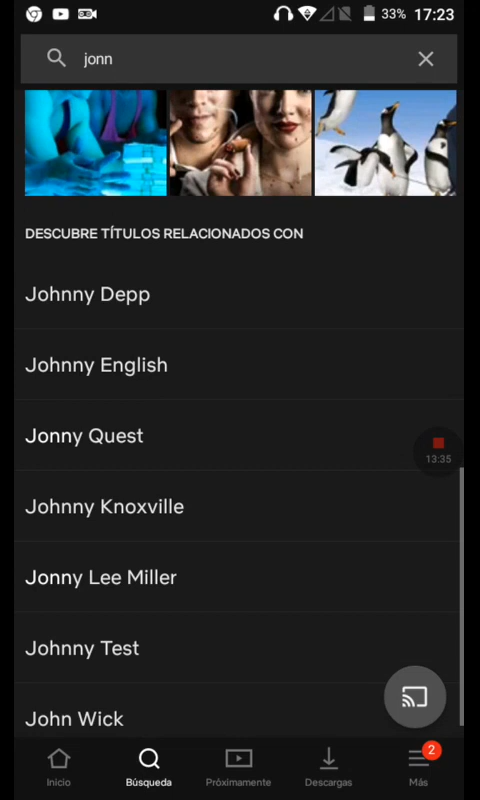 33% 17:23
jonn
DESCUBRE TÍTULOS RELACIONADOS CON
Johnny Depp
Johnny English
Jonny Quest
13:35
Johnny Knoxville
Jonny Lee Miller
Johnny Test
John Wick
2
Inicio Búsqueda Próximamente Descargas Más